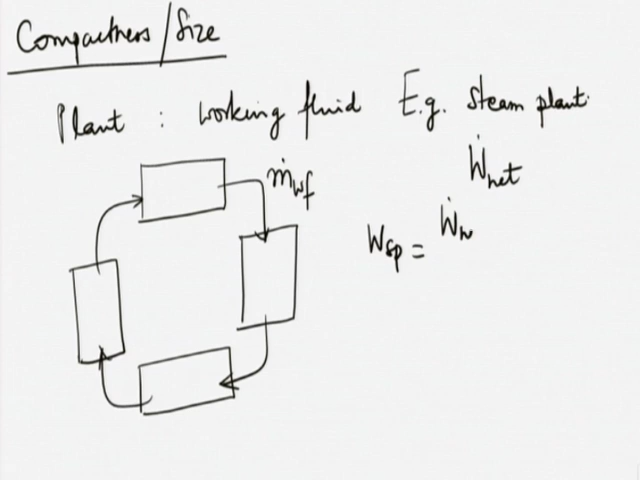 Compactness/Size
Plant : working fluid E.g. steam plant.
ṁwf
Ẇnet
Wsp = Ẇn